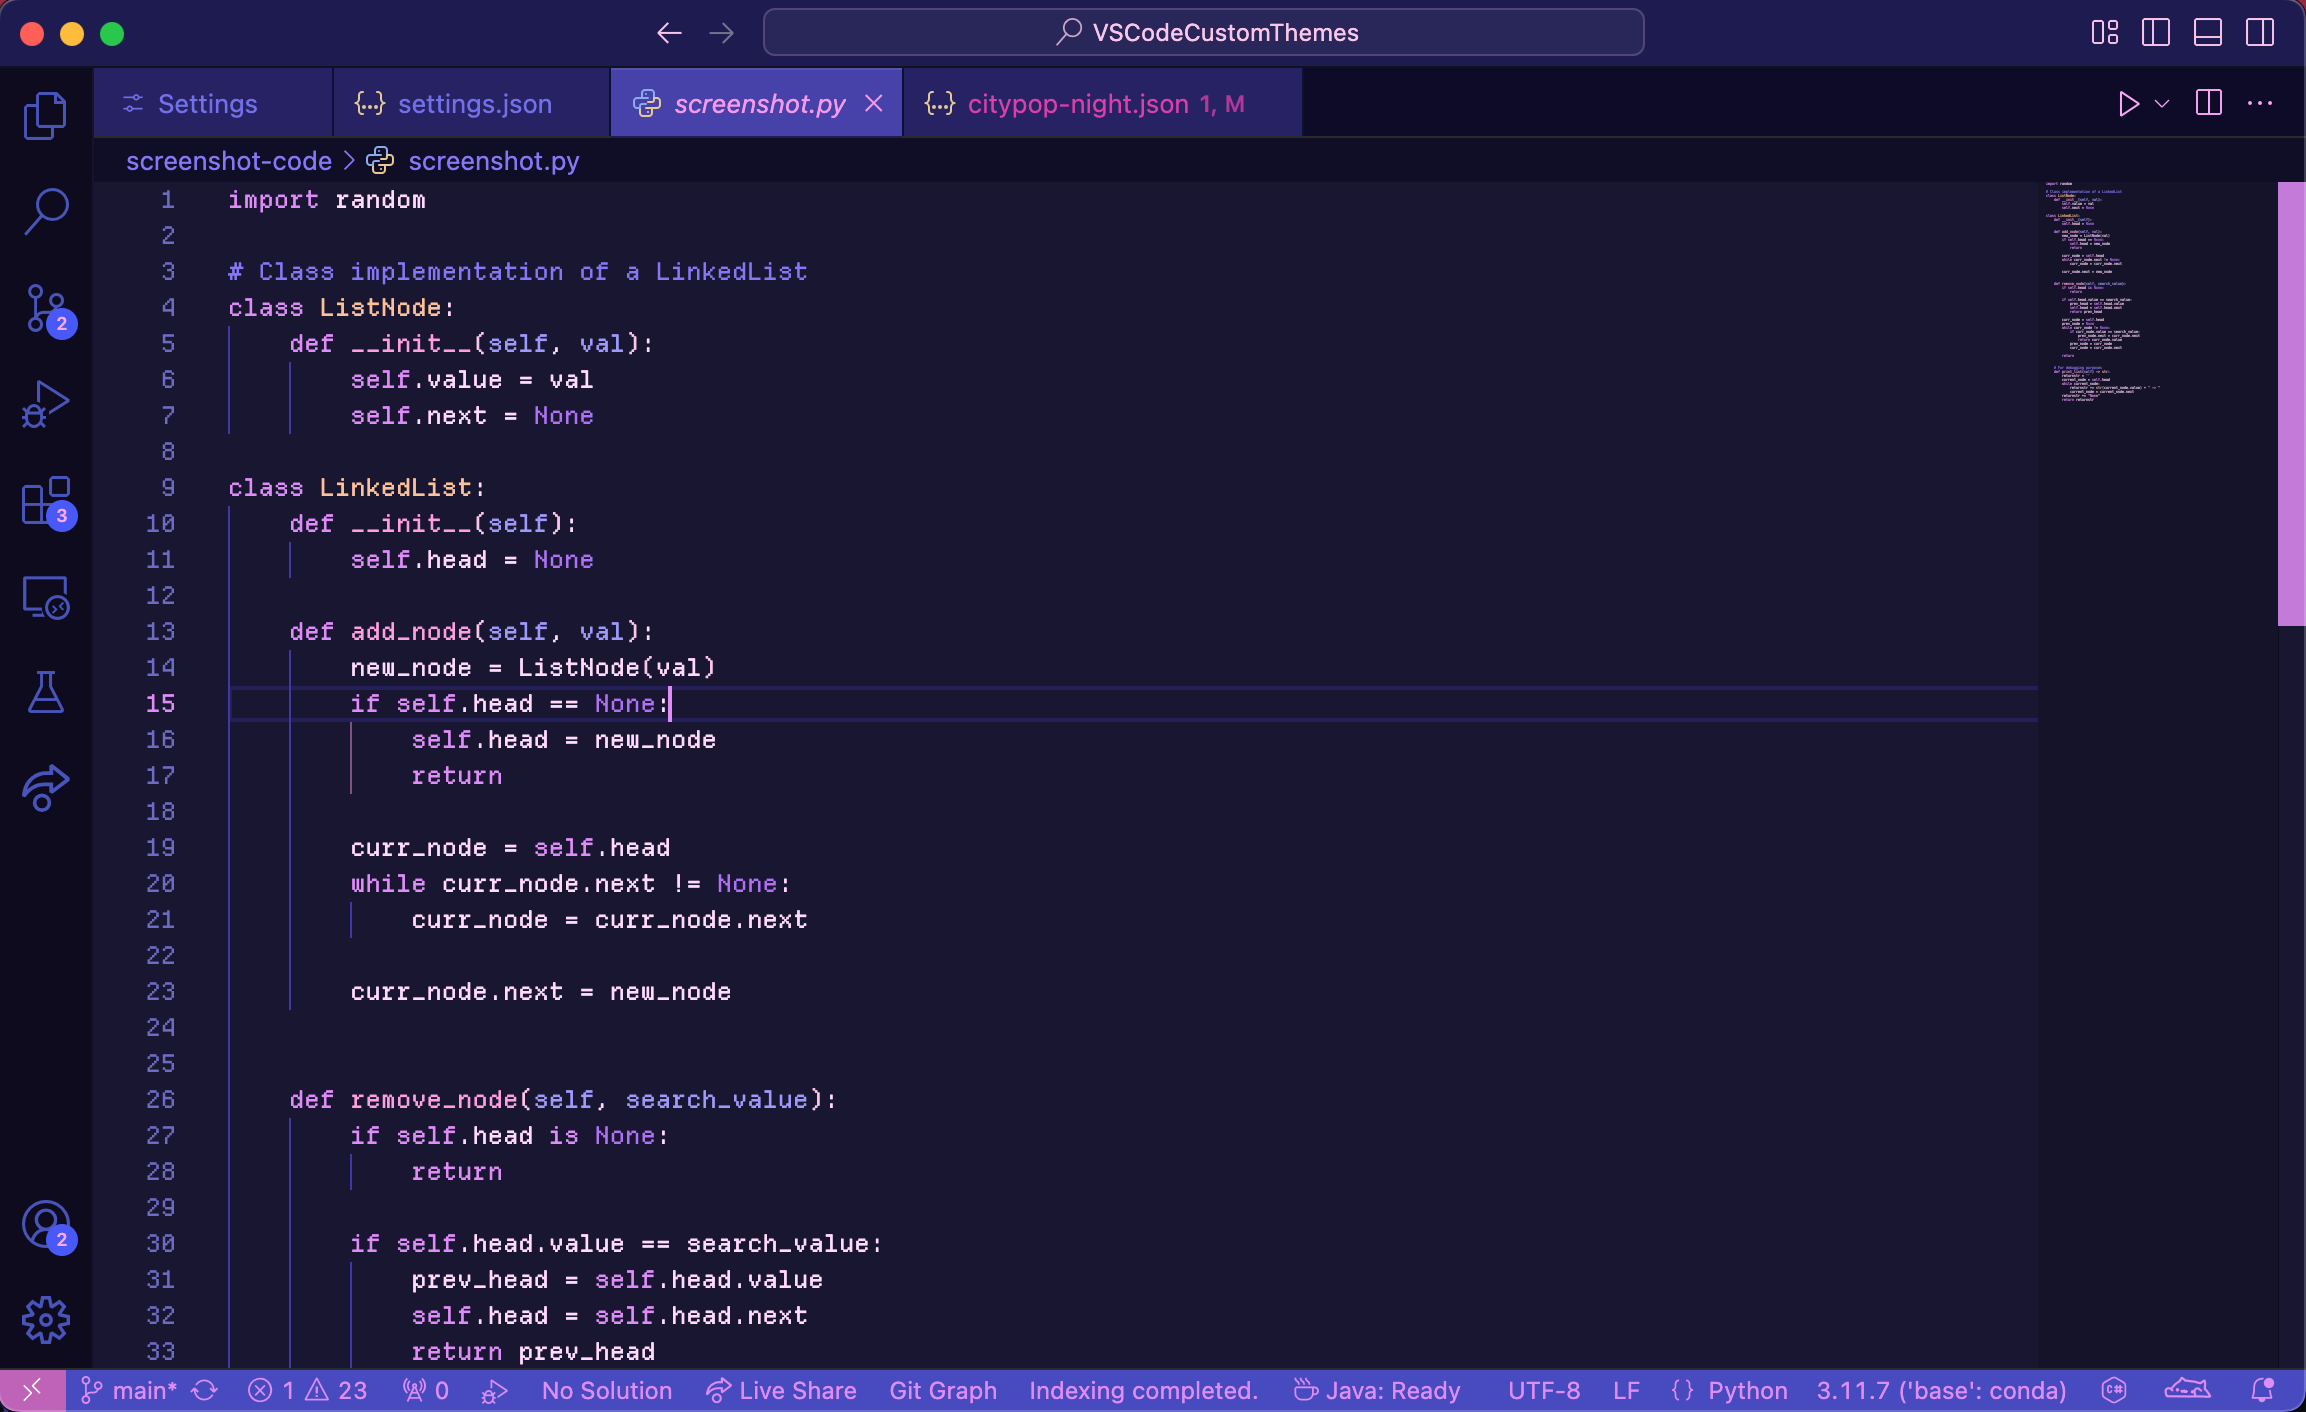 VSCodeCustomThemes
Settings
settings.json
screenshot.py
citypop-night.json 1, M
screenshot-code > screenshot.py
1 import random
2
3 # Class implementation of a LinkedList
4 class ListNode:
5     def __init__(self, val):
6         self.value = val
7         self.next = None
8
9 class LinkedList:
10     def __init__(self):
11         self.head = None
12
13     def add_node(self, val):
14         new_node = ListNode(val)
15         if self.head == None:
16             self.head = new_node
17             return
18
19         curr_node = self.head
20         while curr_node.next != None:
21             curr_node = curr_node.next
22
23         curr_node.next = new_node
24
25
26     def remove_node(self, search_value):
27         if self.head is None:
28             return
29
30         if self.head.value == search_value:
31             prev_head = self.head.value
32             self.head = self.head.next
33             return prev_head
2
3
2
main* 1 23 0 No Solution Live Share Git Graph Indexing completed. Java: Ready UTF-8 LF {} Python 3.11.7 ('base': conda)